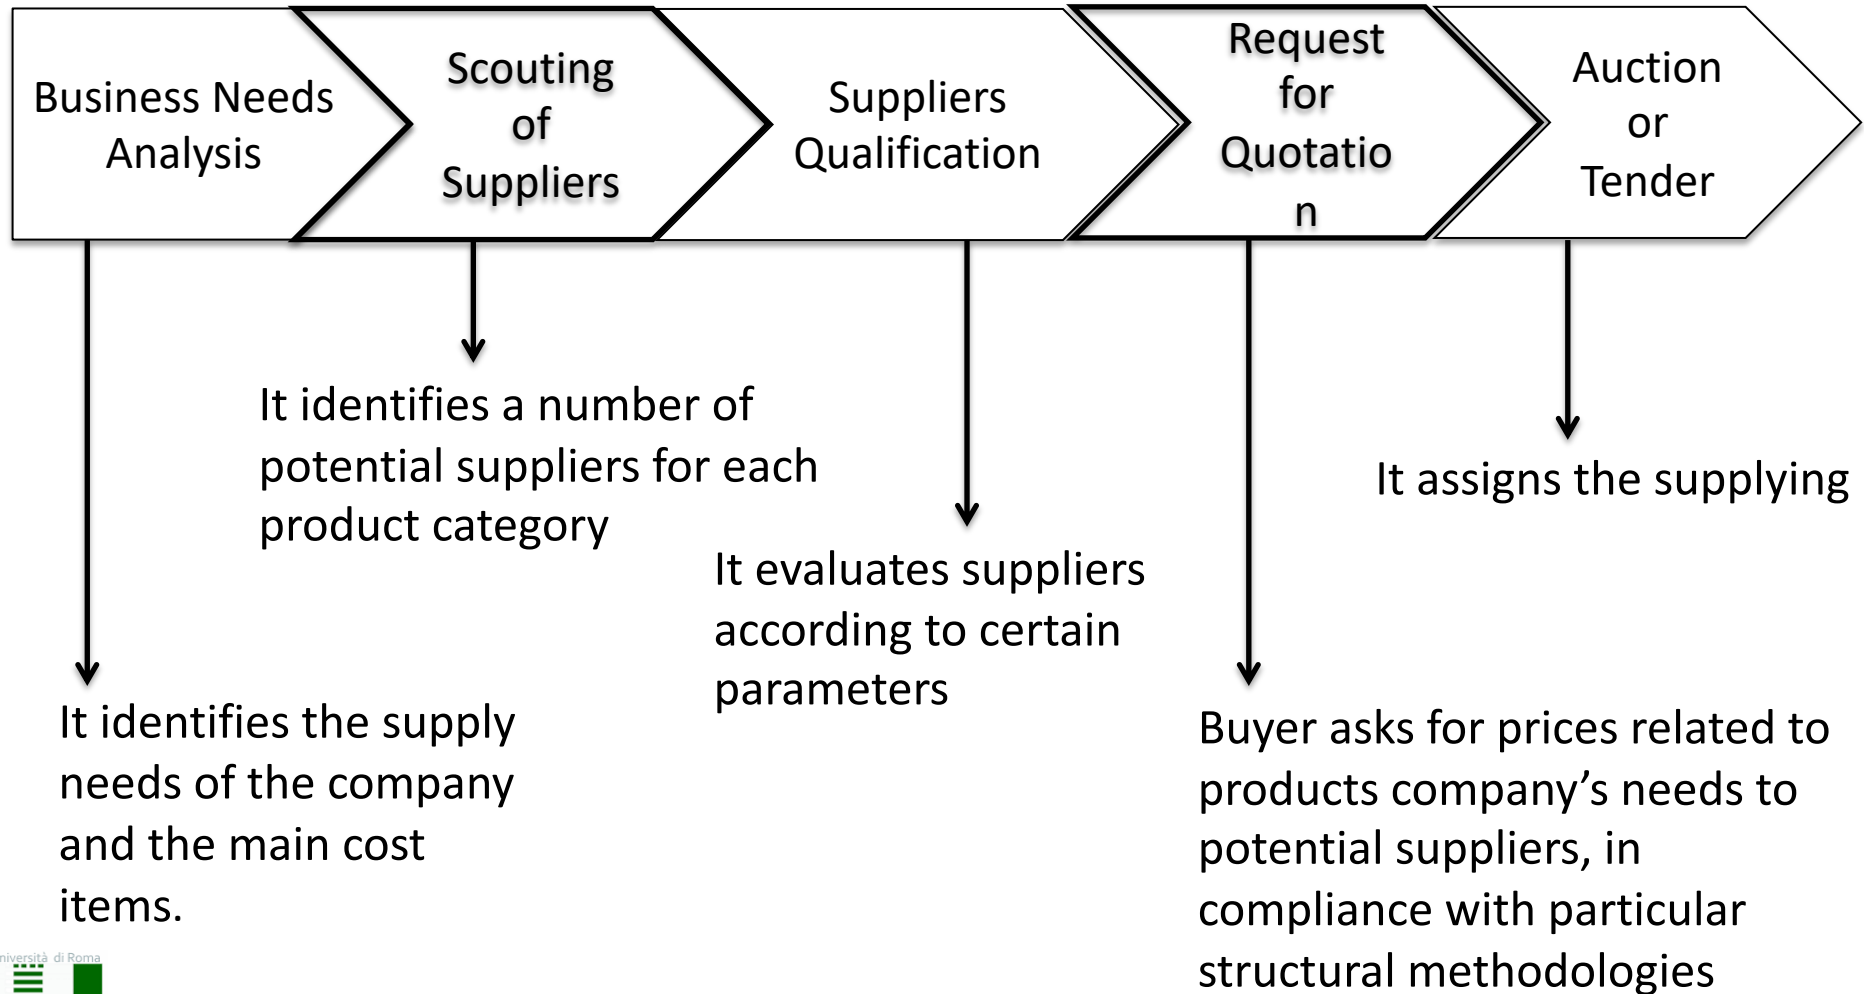 Business Needs
Analysis
Scouting
of
Suppliers
Suppliers
Qualification
Request
for
Quotatio
n
Auction
or
Tender
It identifies a number of
potential suppliers for each
product category
It assigns the supplying
It evaluates suppliers
according to certain
parameters
It identifies the supply
needs of the company
and the main cost
items.
Buyer asks for prices related to
products company’s needs to
potential suppliers, in
compliance with particular
structural methodologies
niversità di Roma